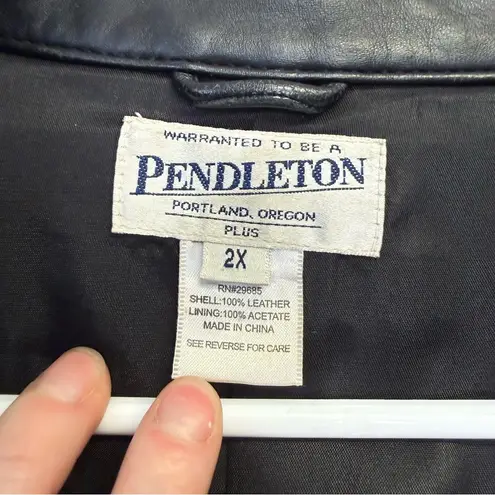 WARRANTED TO BE A
PENDLETON
PORTLAND, OREGON
PLUS
2X
RN#29685
SHELL:100% LEATHER
LINING:100% ACETATE
MADE IN CHINA
SEE REVERSE FOR CARE